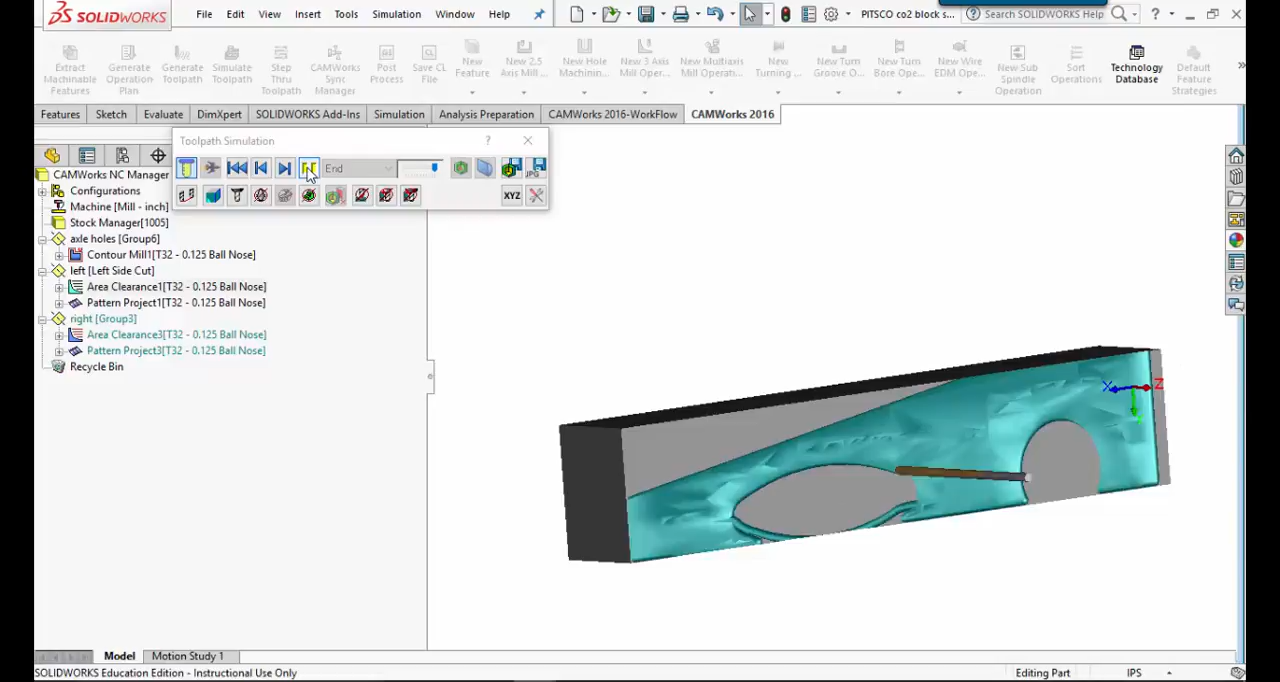 SOLIDWORKS
File Edit View Insert Tools Simulation Window Help
PITSCO co2 block s...
Search SOLIDWORKS Help
Extract Machinable Features
Generate Operation Plan
Generate Toolpath
Simulate Toolpath
Step Thru Toolpath
CAMWorks Sync Manager
Post Process
Save CL File
New Feature
New 2.5 Axis Mill ...
New Hole Machinin...
New 3 Axis Mill Oper...
New Multiaxis Mill Operati...
New Turning ...
New Turn Groove O...
New Turn Bore Ope...
New Wire EDM Ope...
New Sub Spindle Operation
Sort Operations
Technology Database
Default Feature Strategies
Features Sketch Evaluate DimXpert SOLIDWORKS Add-Ins Simulation Analysis Preparation CAMWorks 2016-WorkFlow CAMWorks 2016
Toolpath Simulation
?
End
XYZ
CAMWorks NC Manager
Configurations
Machine [Mill - inch]
Stock Manager[1005]
axle holes [Group6]
Contour Mill1[T32 - 0.125 Ball Nose]
left [Left Side Cut]
Area Clearance1[T32 - 0.125 Ball Nose]
Pattern Project1[T32 - 0.125 Ball Nose]
right [Group3]
Area Clearance3[T32 - 0.125 Ball Nose]
Pattern Project3[T32 - 0.125 Ball Nose]
Recycle Bin
X Z
Y
Model Motion Study 1
SOLIDWORKS Education Edition - Instructional Use Only
Editing Part IPS